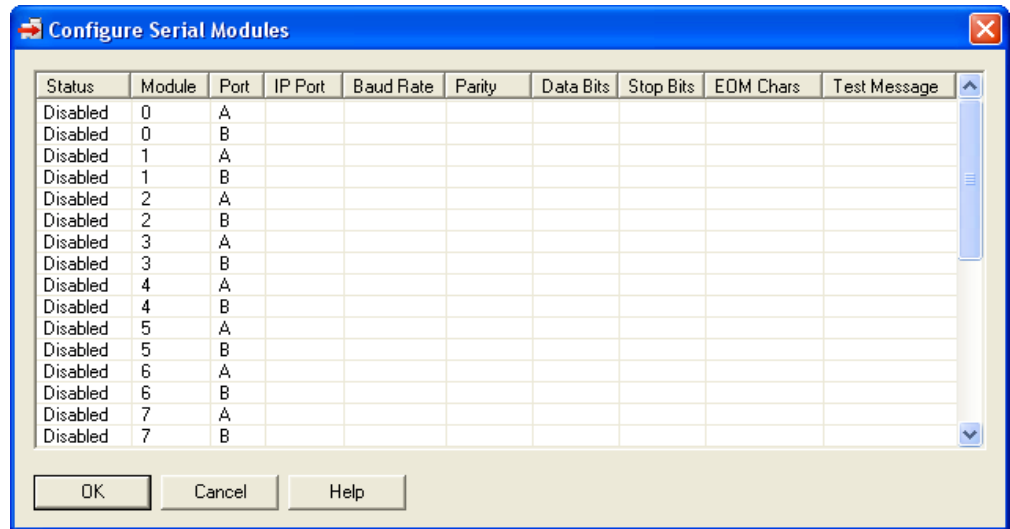 Configure Serial Modules
Status Module Port IP Port Baud Rate Parity Data Bits Stop Bits EOM Chars Test Message
Disabled 0 A
Disabled 0 B
Disabled 1 A
Disabled 1 B
Disabled 2 A
Disabled 2 B
Disabled 3 A
Disabled 3 B
Disabled 4 A
Disabled 4 B
Disabled 5 A
Disabled 5 B
Disabled 6 A
Disabled 6 B
Disabled 7 A
Disabled 7 B
OK Cancel Help